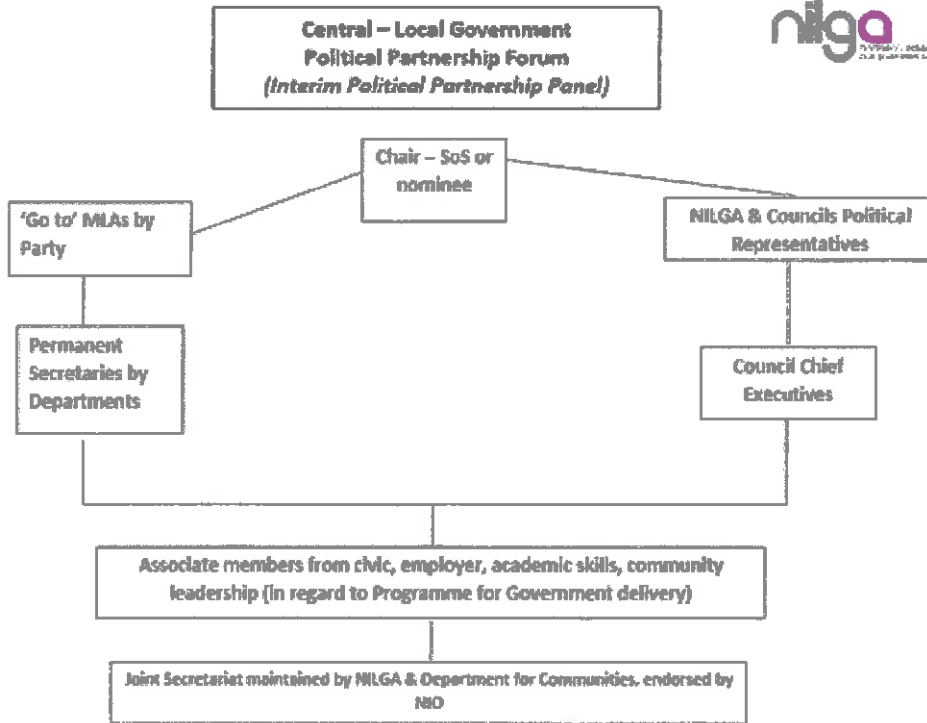 Central – Local Government
Political Partnership Forum
(Interim Political Partnership Panel)
nilga
Chair – SoS or
nominee
'Go to' MLAs by
Party
NILGA & Councils Political
Representatives
Permanent
Secretaries by
Departments
Council Chief
Executives
Associate members from civic, employer, academic skills, community
leadership (in regard to Programme for Government delivery)
Joint Secretariat maintained by NILGA & Department for Communities, endorsed by
NIO